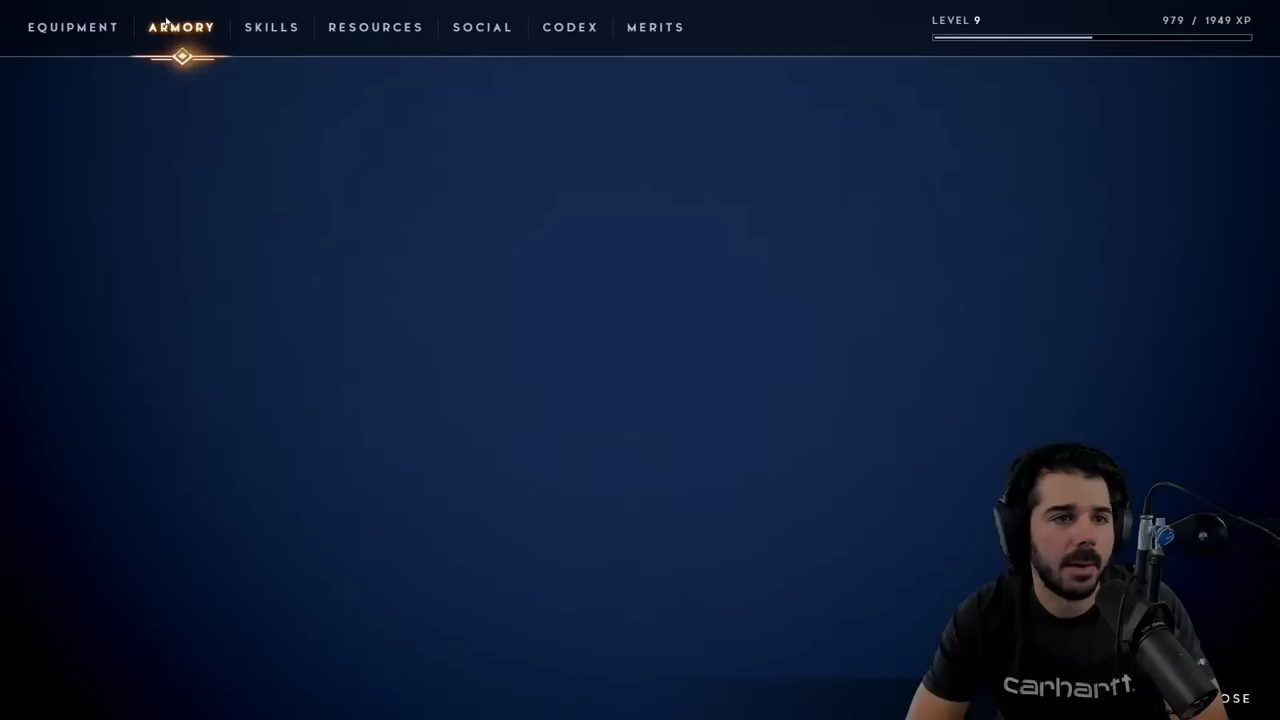 EQUIPMENT ARMORY SKILLS RESOURCES SOCIAL CODEX MERITS
LEVEL 9 979 / 1949 XP
carhartt